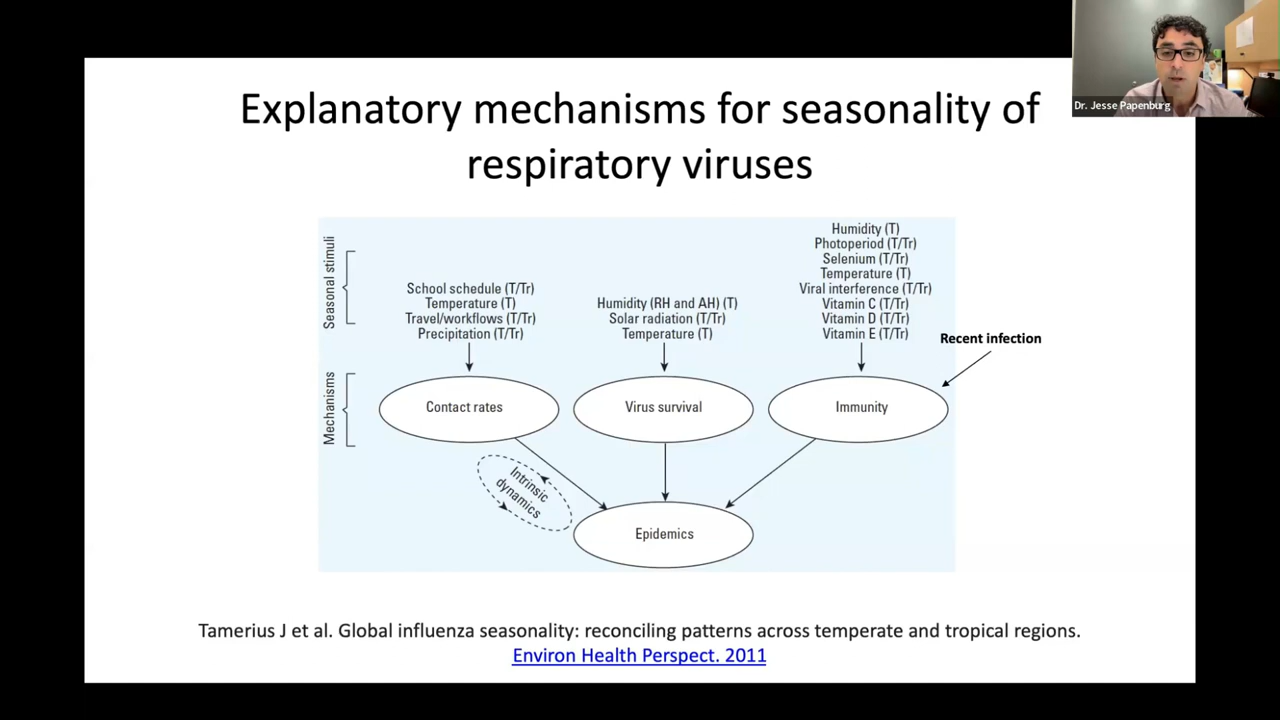 Dr. Jesse Papenburg
Explanatory mechanisms for seasonality of
respiratory viruses
Seasonal stimuli
School schedule (T/Tr)
Temperature (T)
Travel/workflows (T/Tr)
Precipitation (T/Tr)
Humidity (RH and AH) (T)
Solar radiation (T/Tr)
Temperature (T)
Humidity (T)
Photoperiod (T/Tr)
Selenium (T/Tr)
Temperature (T)
Viral interference (T/Tr)
Vitamin C (T/Tr)
Vitamin D (T/Tr)
Vitamin E (T/Tr)
Recent infection
Mechanisms
Contact rates
Virus survival
Immunity
Intrinsic
dynamics
Epidemics
Tamerius J et al. Global influenza seasonality: reconciling patterns across temperate and tropical regions.
Environ Health Perspect. 2011